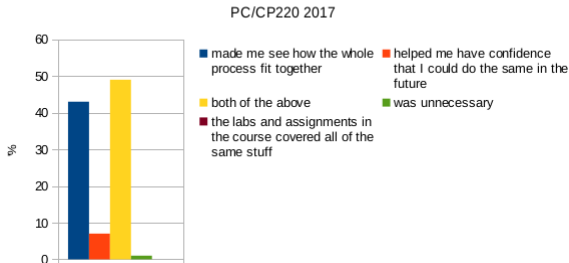 PC/CP220 2017
60
50
40
30
20
10
0
%
made me see how the whole
process fit together
helped me have confidence
that I could do the same in the
future
both of the above
was unnecessary
the labs and assignments in
the course covered all of the
same stuff